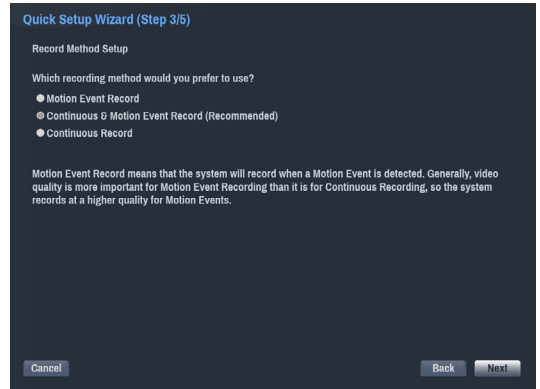 Quick Setup Wizard (Step 3/5)
Record Method Setup
Which recording method would you prefer to use?
Motion Event Record
Continuous & Motion Event Record (Recommended)
Continuous Record
Motion Event Record means that the system will record when a Motion Event is detected. Generally, video
quality is more important for Motion Event Recording than it is for Continuous Recording, so the system
records at a higher quality for Motion Events.
Cancel
Back
Next